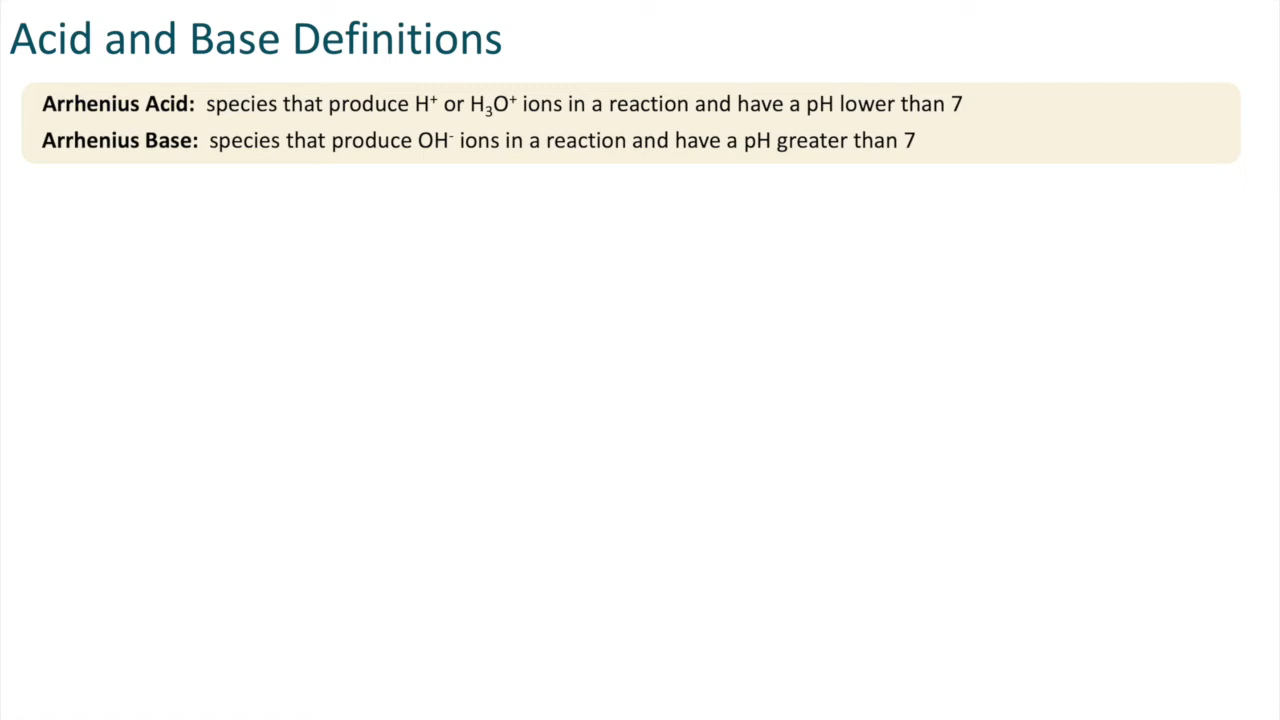 Acid and Base Definitions
Arrhenius Acid: species that produce H⁺ or H₃O⁺ ions in a reaction and have a pH lower than 7
Arrhenius Base: species that produce OH⁻ ions in a reaction and have a pH greater than 7